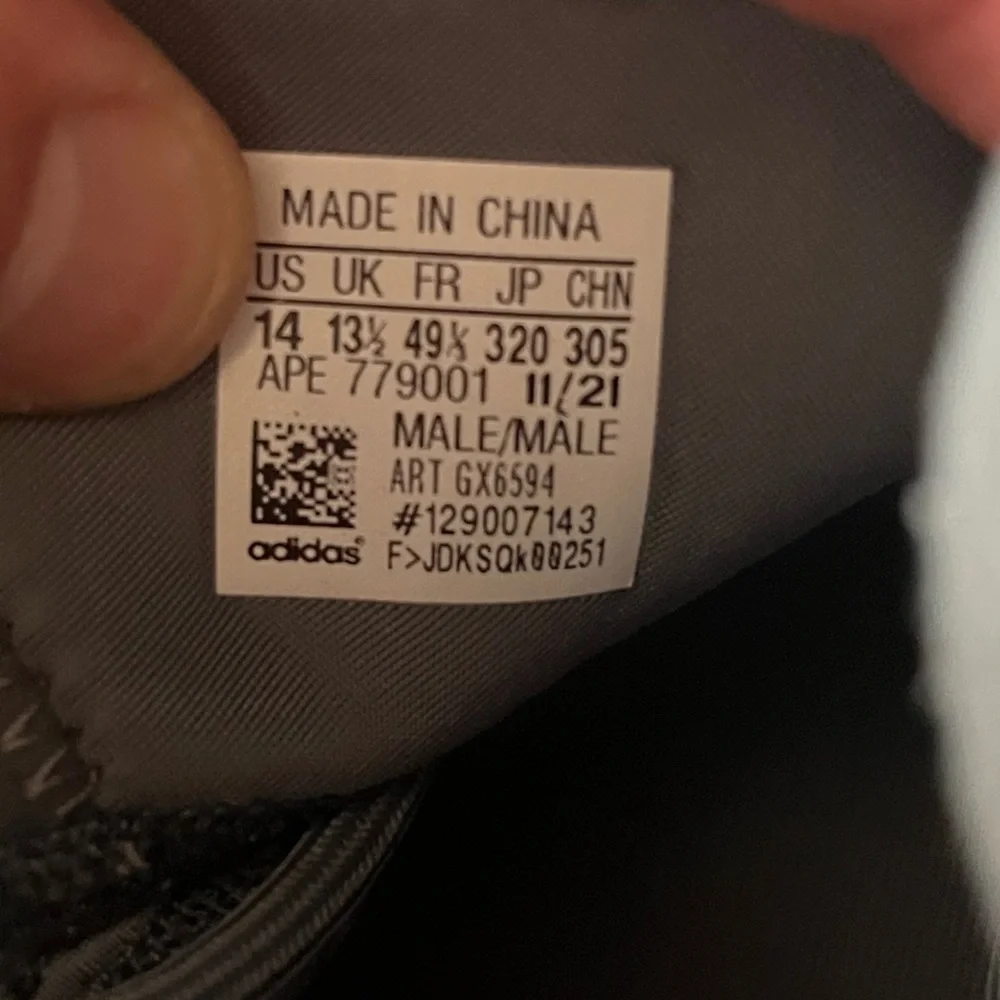 MADE IN CHINA
US UK FR JP CHN
14 13½ 49⅓ 320 305
APE 779001 11/21
MALE/MÂLE
ART GX6594
#129007143
adidas® F>JDKSQk00251